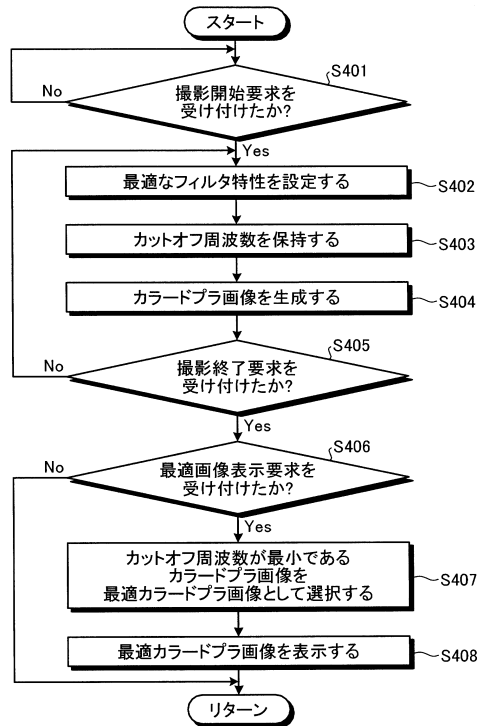 スタート
S401
撮影開始要求を
受け付けたか?
No
Yes
最適なフィルタ特性を設定する
S402
カットオフ周波数を保持する
S403
カラードプラ画像を生成する
S404
S405
撮影終了要求を
受け付けたか?
No
Yes
S406
最適画像表示要求を
受け付けたか?
No
Yes
カットオフ周波数が最小である
カラードプラ画像を
最適カラードプラ画像として選択する
S407
最適カラードプラ画像を表示する
S408
リターン